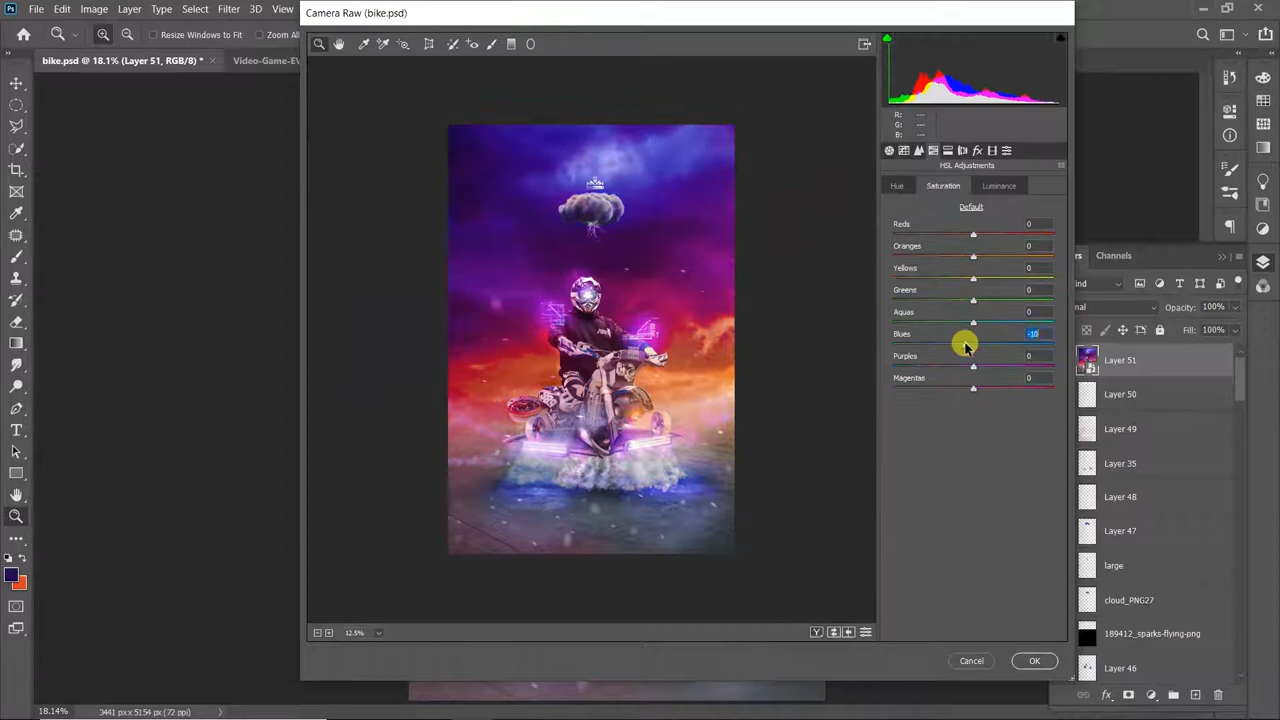 Ps File Edit Image Layer Type Select Filter 3D View
Camera Raw (bike.psd)
Resize Windows to Fit
bike.psd @ 18.1% (Layer 51, RGB/8) *
R: ---
G: ---
B: ---
HSL Adjustments
Hue Saturation Luminance
Default
Reds 0
Oranges 0
Yellows 0
Greens 0
Aquas 0
Blues -10
Purples 0
Magentas 0
12.5%
Y
Cancel OK
Channels
Opacity: 100%
Fill: 100%
Layer 51
Layer 50
Layer 49
Layer 35
Layer 48
Layer 47
large
cloud_PNG27
189412_sparks-flying-png
Layer 46
18.14% 3441 px x 5154 px (72 ppi)